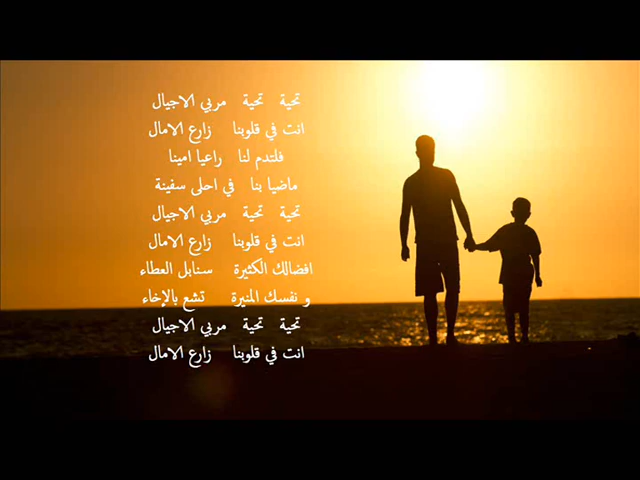 تحية تحية مربي الاجيال
انت في قلوبنا زارع الامال
فلتدم لنا راعيا امينا
ماضيا بنا في احلى سفينة
تحية تحية مربي الاجيال
انت في قلوبنا زارع الامال
افضالك الكثيرة سنابل العطاء
و نفسك المنيرة تشع بالإخاء
تحية تحية مربي الاجيال
انت في قلوبنا زارع الامال